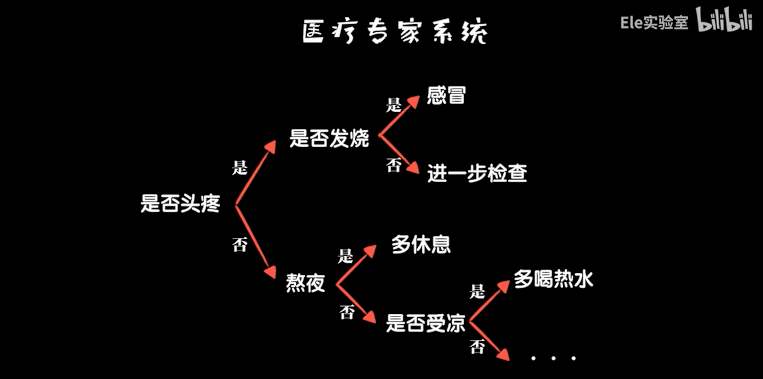 医疗专家系统
Ele实验室 bilibili
是 感冒
是否发烧
否 进一步检查
是
是否头疼
否
熬夜
是 多休息
否 是否受凉
是 多喝热水
否 . . .